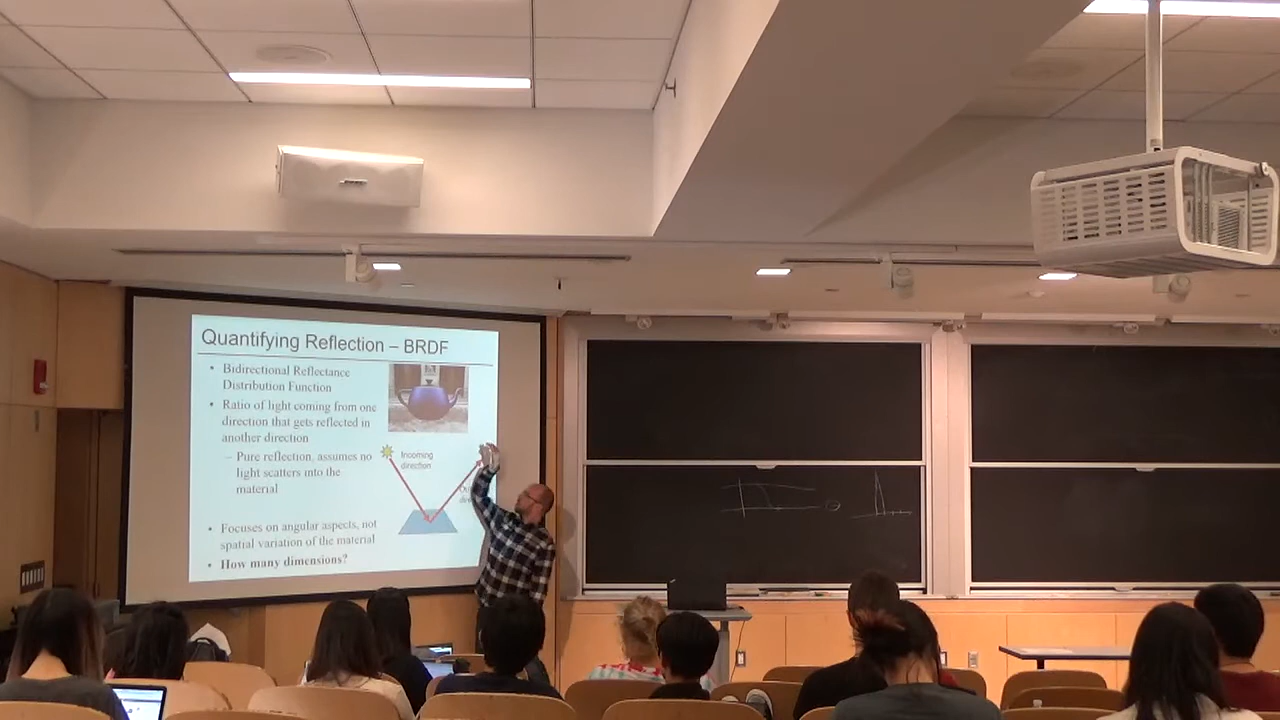 Quantifying Reflection – BRDF
• Bidirectional Reflectance
Distribution Function
• Ratio of light coming from one
direction that gets reflected in
another direction
– Pure reflection, assumes no
light scatters into the
material
Incoming
direction
• Focuses on angular aspects, not
spatial variation of the material
• How many dimensions?